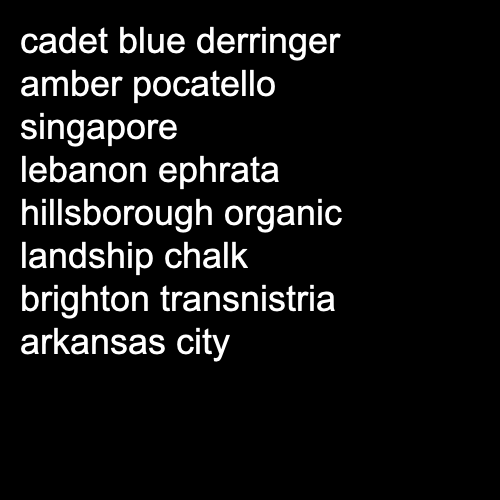 cadet blue derringer
amber pocatello
singapore
lebanon ephrata
hillsborough organic
landship chalk
brighton transnistria
arkansas city